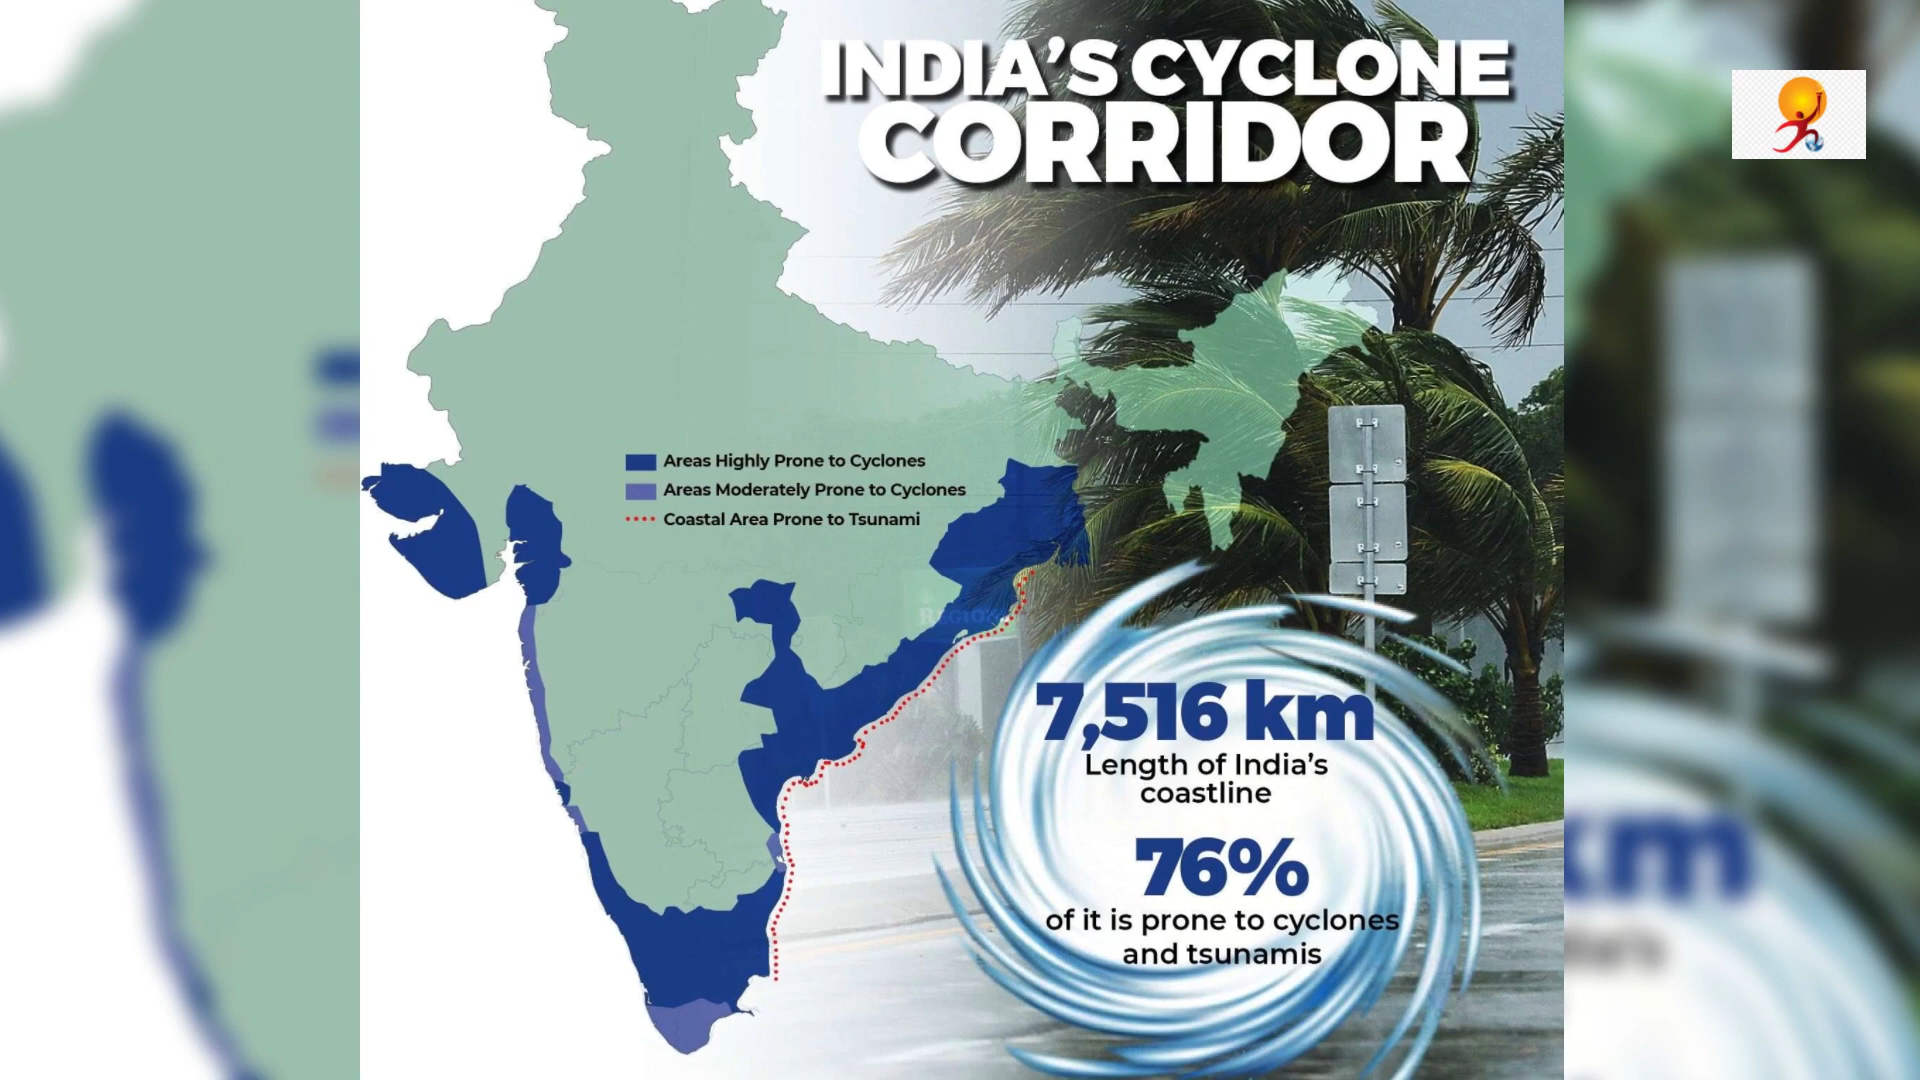 INDIA'S CYCLONE
CORRIDOR
Areas Highly Prone to Cyclones
Areas Moderately Prone to Cyclones
Coastal Area Prone to Tsunami
7,516 km
Length of India's
coastline
76%
of it is prone to cyclones
and tsunamis
km